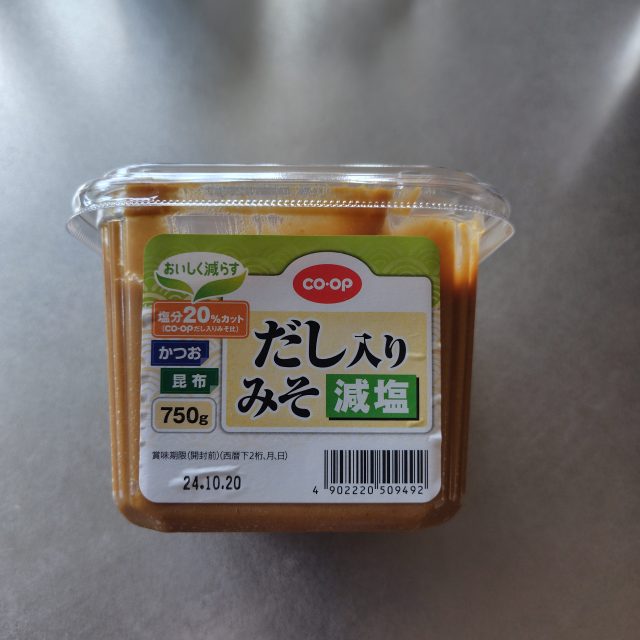 おいしく減らす
CO·OP
塩分20%カット
(CO·OPだし入りみそ比)
かつお
昆布
750g
だし入り
みそ
減塩
賞味期限(開封前)(西暦下2桁、月、日)
24.10.20
4 902220 509492